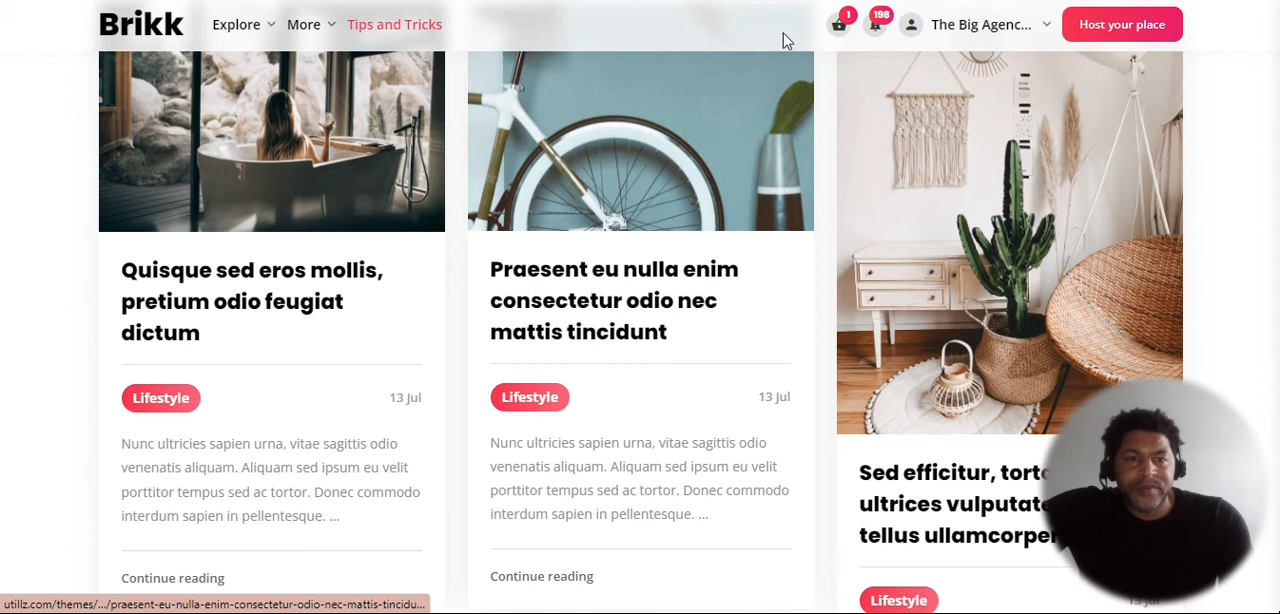 Brikk
Explore
More
Tips and Tricks
1
198
The Big Agenc...
Host your place
Quisque sed eros mollis,
pretium odio feugiat
dictum
Lifestyle
13 Jul
Nunc ultricies sapien urna, vitae sagittis odio
venenatis aliquam. Aliquam sed ipsum eu velit
porttitor tempus sed ac tortor. Donec commodo
interdum sapien in pellentesque. ...
Continue reading
Praesent eu nulla enim
consectetur odio nec
mattis tincidunt
Lifestyle
13 Jul
Nunc ultricies sapien urna, vitae sagittis odio
venenatis aliquam. Aliquam sed ipsum eu velit
porttitor tempus sed ac tortor. Donec commodo
interdum sapien in pellentesque. ...
Continue reading
Sed efficitur, torto
ultrices vulputate
tellus ullamcorper
Lifestyle
utillz.com/themes/.../praesent-eu-nulla-enim-consectetur-odio-nec-mattis-tincidu...